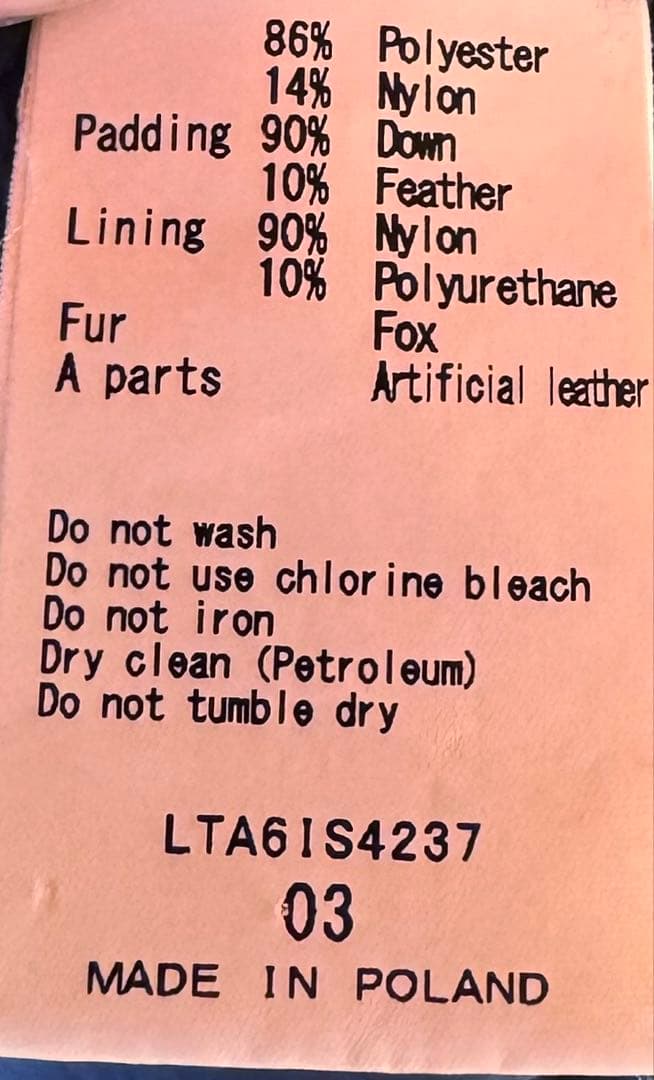 86% Polyester
14% Nylon
Padding 90% Down
10% Feather
Lining 90% Nylon
10% Polyurethane
Fur Fox
A parts Artificial leather
Do not wash
Do not use chlorine bleach
Do not iron
Dry clean (Petroleum)
Do not tumble dry
LTA6IS4237
03
MADE IN POLAND